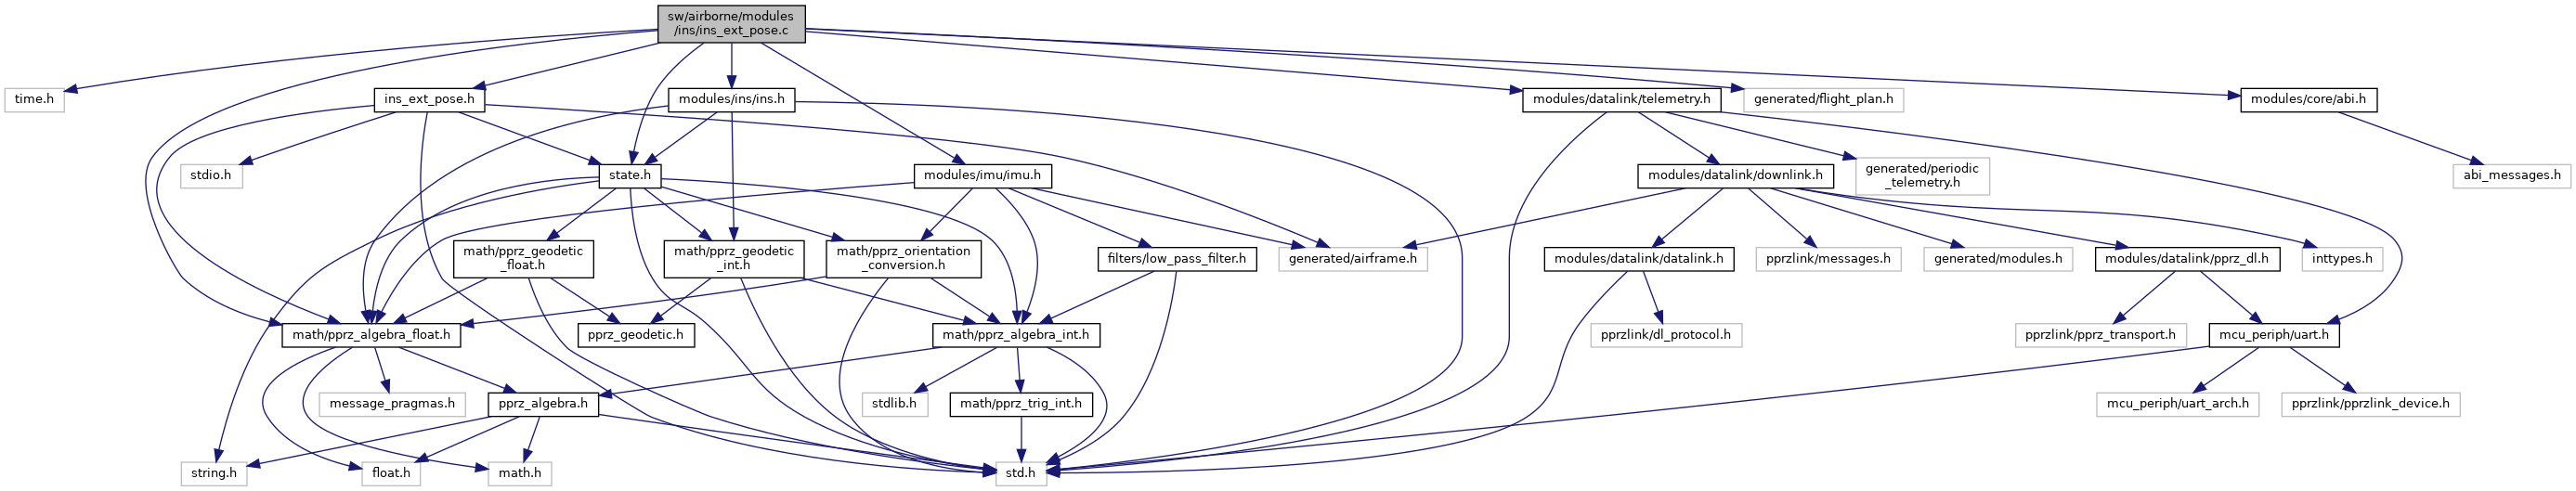 sw/airborne/modules
/ins/ins_ext_pose.c
time.h
ins_ext_pose.h
modules/ins/ins.h
modules/datalink/telemetry.h
generated/flight_plan.h
modules/core/abi.h
stdio.h
state.h
modules/imu/imu.h
modules/datalink/downlink.h
generated/periodic
_telemetry.h
abi_messages.h
math/pprz_geodetic
_float.h
math/pprz_geodetic
_int.h
math/pprz_orientation
_conversion.h
filters/low_pass_filter.h
generated/airframe.h
modules/datalink/datalink.h
pprzlink/messages.h
generated/modules.h
modules/datalink/pprz_dl.h
inttypes.h
math/pprz_algebra_float.h
pprz_geodetic.h
math/pprz_algebra_int.h
pprzlink/dl_protocol.h
pprzlink/pprz_transport.h
mcu_periph/uart.h
message_pragmas.h
pprz_algebra.h
stdlib.h
math/pprz_trig_int.h
mcu_periph/uart_arch.h
pprzlink/pprzlink_device.h
string.h
float.h
math.h
std.h